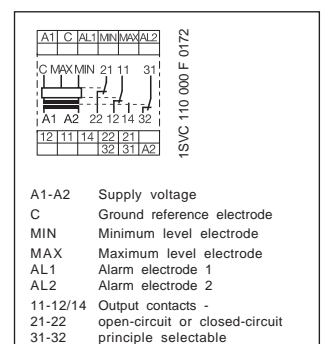 A1 C AL1 MIN MAX AL2
C MAX MIN 21 11 31
A1 A2 22 12 14 32
12 11 14 22 21
32 31 A2
1SVC 110 000 F 0172
A1-A2 Supply voltage
C Ground reference electrode
MIN Minimum level electrode
MAX Maximum level electrode
AL1 Alarm electrode 1
AL2 Alarm electrode 2
11-12/14 Output contacts -
21-22 open-circuit or closed-circuit
31-32 principle selectable